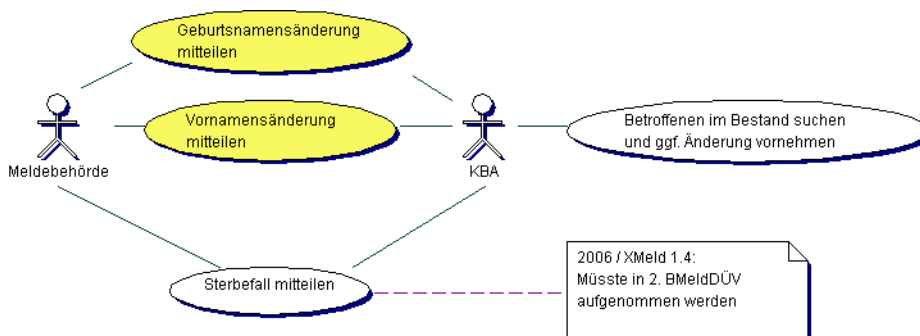 Geburtsnamensänderung
mitteilen
Vornamensänderung
mitteilen
Betroffenen im Bestand suchen
und ggf. Änderung vornehmen
Meldebehörde
KBA
Sterbefall mitteilen
2006 / XMeld 1.4:
Müsste in 2. BMeldDÜV
aufgenommen werden